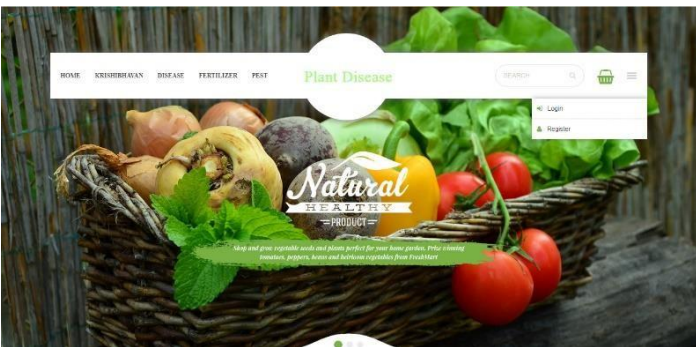 HOME KRISHIBHAVAN DISEASE FERTILIZER PEST Plant Disease SEARCH
Login
Register
Natural
HEALTHY
PRODUCT
Shop and grow vegetable seeds and plants perfect for your home garden. Prize winning
tomatoes, peppers, beans and heirloom vegetables from FreshMart